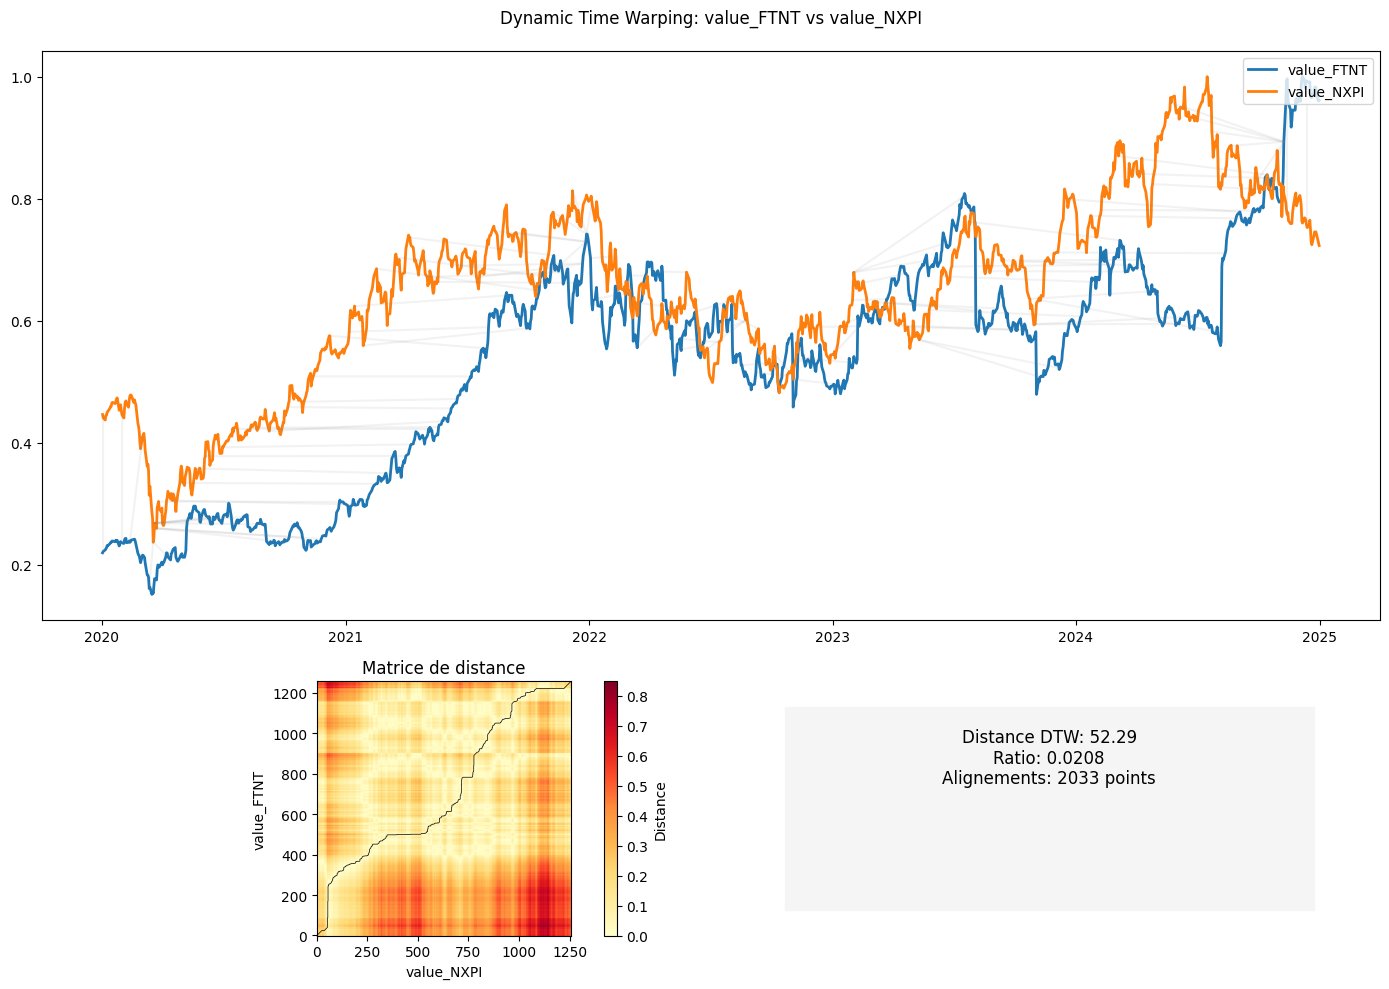 Dynamic Time Warping: value_FTNT vs value_NXPI
value_FTNT
value_NXPI
1.0
0.8
0.6
0.4
0.2
2020 2021 2022 2023 2024 2025
Matrice de distance
value_FTNT
1200
1000
800
600
400
200
0
0 250 500 750 1000 1250
value_NXPI
0.8
0.7
0.6
0.5
0.4
0.3
0.2
0.1
0.0
Distance
Distance DTW: 52.29
Ratio: 0.0208
Alignements: 2033 points